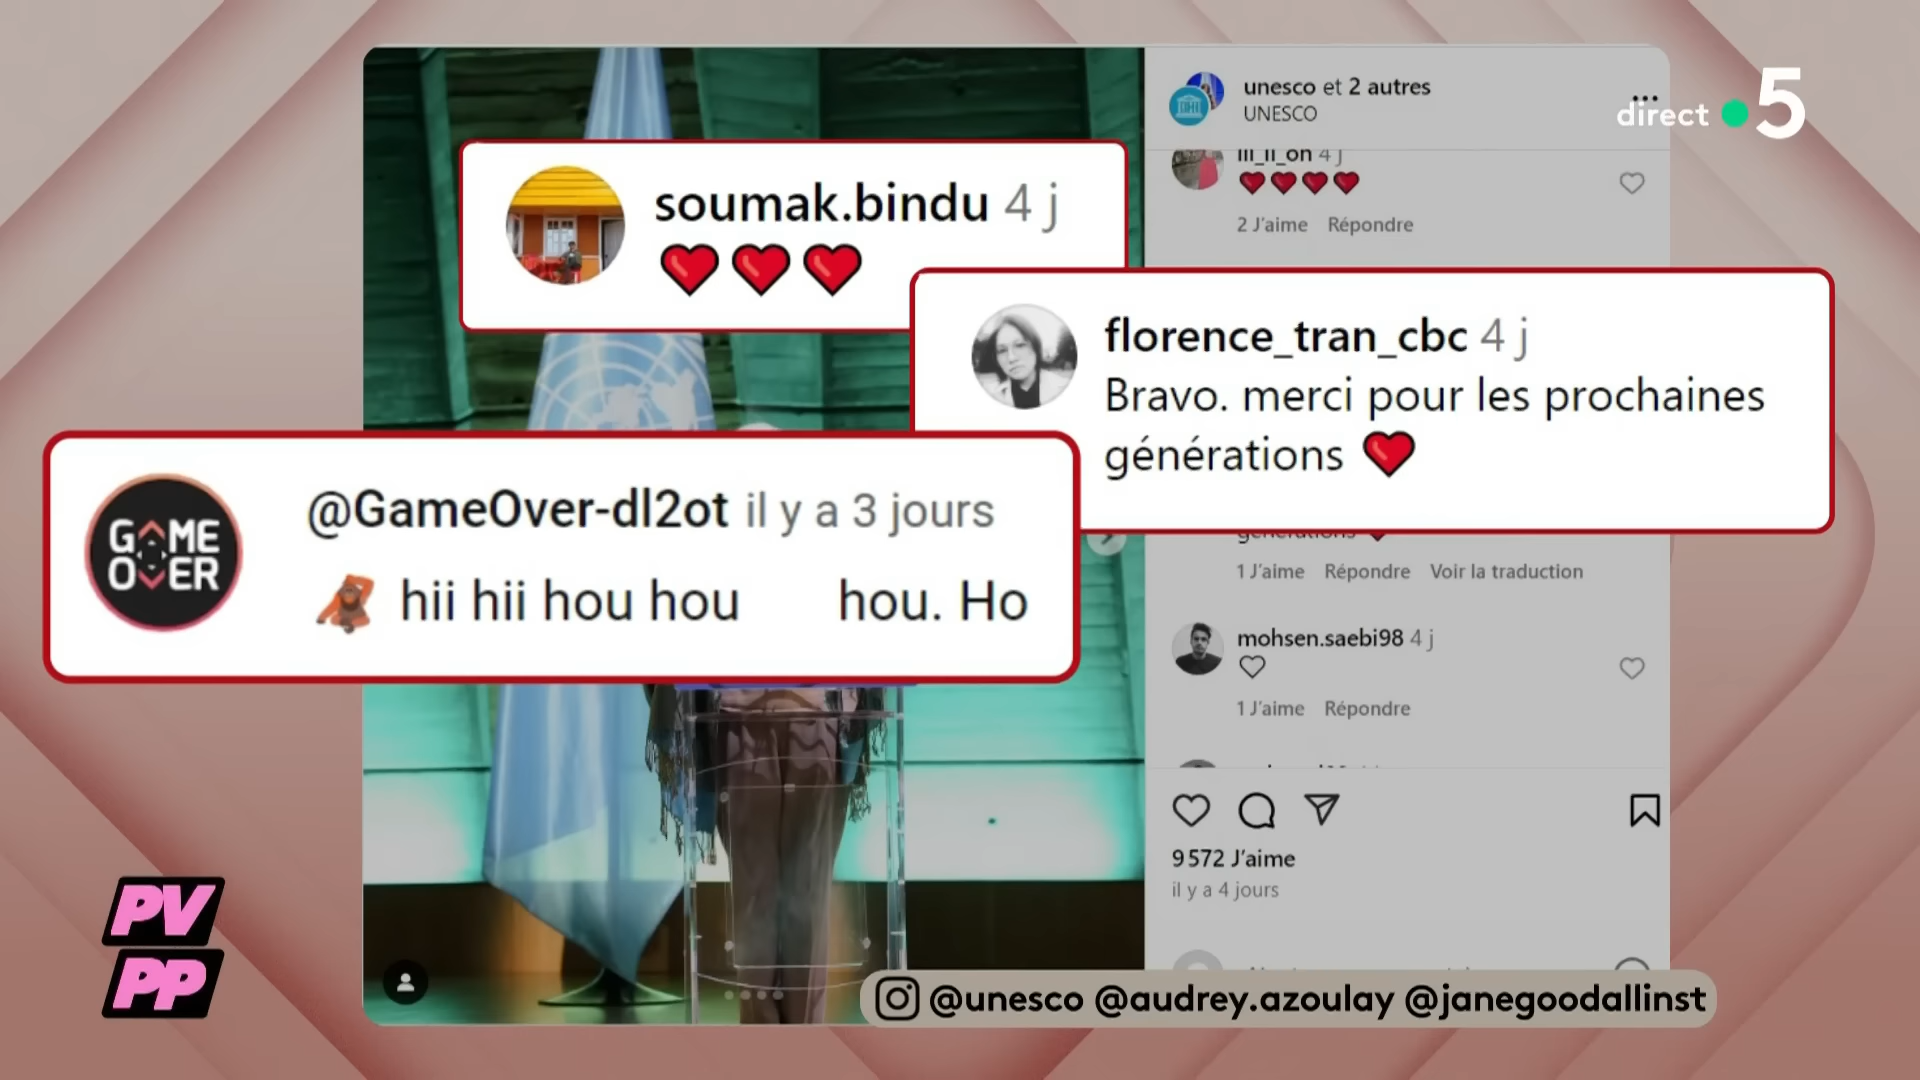 unesco et 2 autres
UNESCO
direct 5
iii_ii_on 4 j
2 J'aime Répondre
soumak.bindu 4 j
florence_tran_cbc 4 j
Bravo. merci pour les prochaines
générations
@GameOver-dl2ot il y a 3 jours
GAME
OVER
hii hii hou hou hou. Ho
générations
1 J'aime Répondre Voir la traduction
mohsen.saebi98 4 j
1 J'aime Répondre
9 572 J'aime
il y a 4 jours
PV
PP
@unesco @audrey.azoulay @janegoodallinst